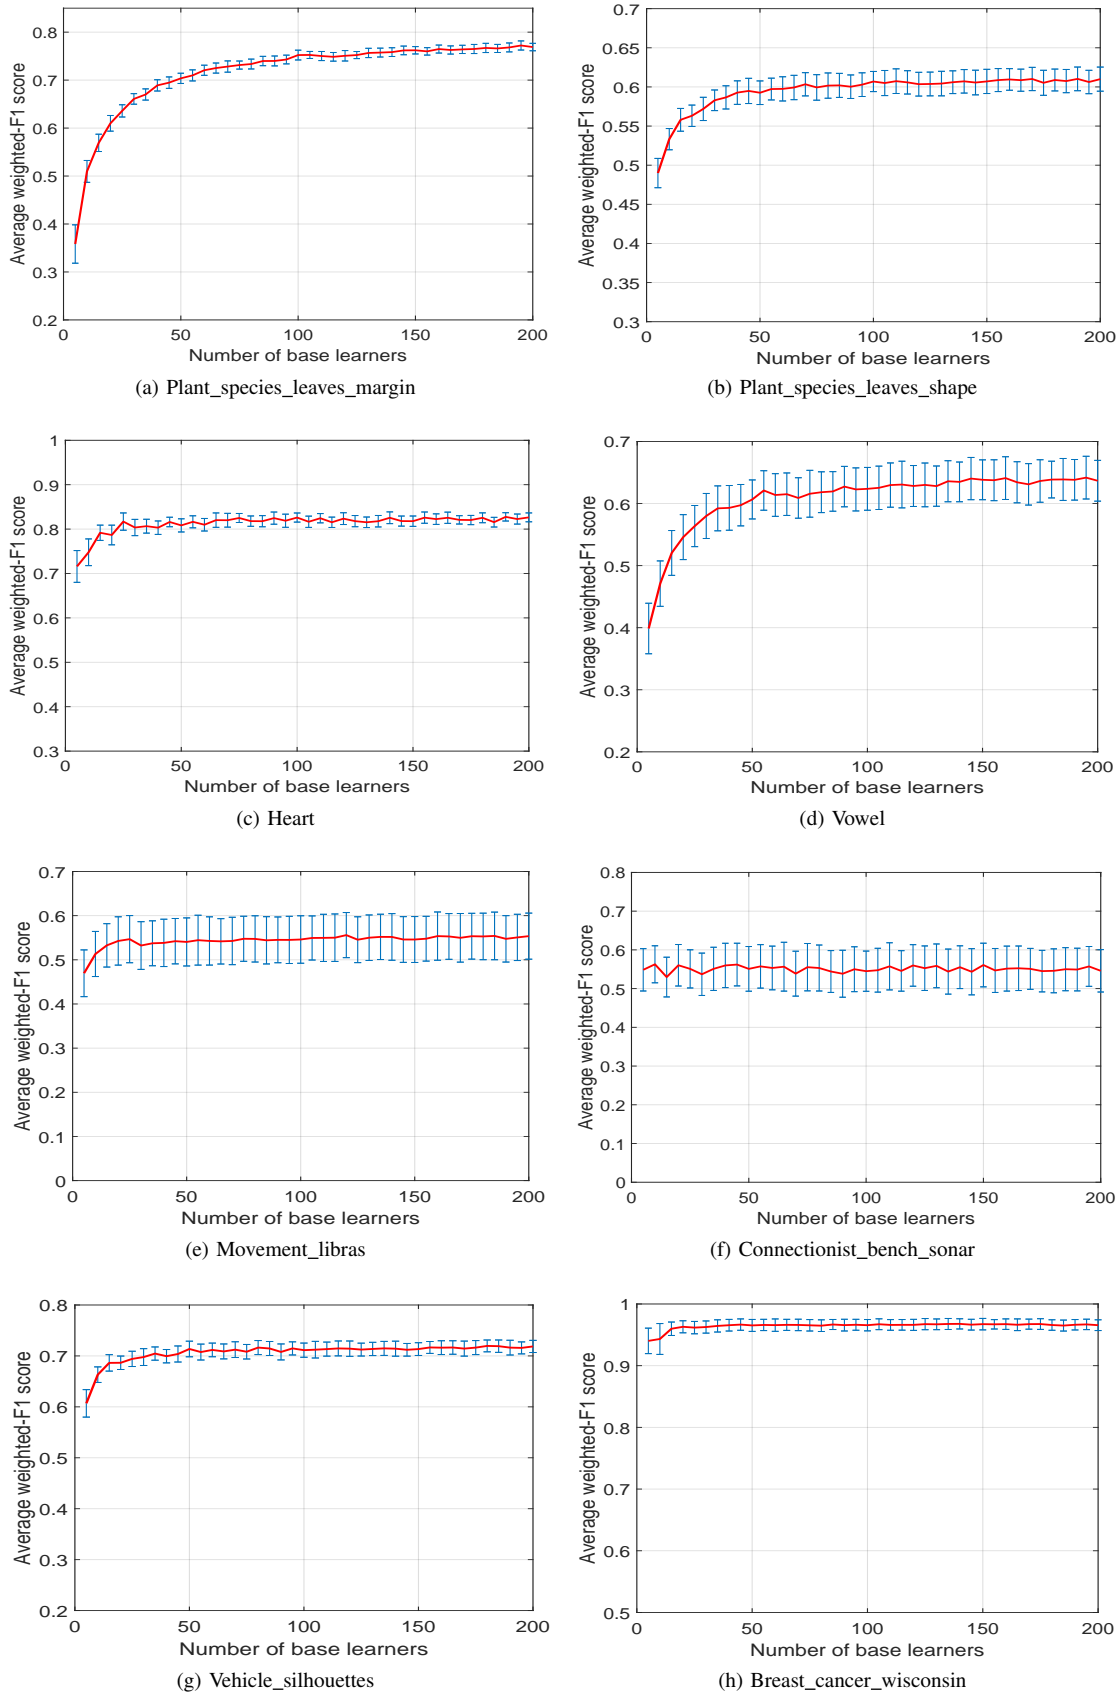 0.8
0.7
0.6
0.5
0.4
0.3
0.2
0 50 100 150 200
Average weighted-F1 score
Number of base learners
(a) Plant_species_leaves_margin
0.7
0.65
0.6
0.55
0.5
0.45
0.4
0.35
0.3
0 50 100 150 200
Average weighted-F1 score
Number of base learners
(b) Plant_species_leaves_shape
1
0.9
0.8
0.7
0.6
0.5
0.4
0.3
0 50 100 150 200
Average weighted-F1 score
Number of base learners
(c) Heart
0.7
0.6
0.5
0.4
0.3
0.2
0 50 100 150 200
Average weighted-F1 score
Number of base learners
(d) Vowel
0.7
0.6
0.5
0.4
0.3
0.2
0.1
0
0 50 100 150 200
Average weighted-F1 score
Number of base learners
(e) Movement_libras
0.8
0.7
0.6
0.5
0.4
0.3
0.2
0.1
0
0 50 100 150 200
Average weighted-F1 score
Number of base learners
(f) Connectionist_bench_sonar
0.8
0.7
0.6
0.5
0.4
0.3
0.2
0 50 100 150 200
Average weighted-F1 score
Number of base learners
(g) Vehicle_silhouettes
1
0.9
0.8
0.7
0.6
0.5
0 50 100 150 200
Average weighted-F1 score
Number of base learners
(h) Breast_cancer_wisconsin